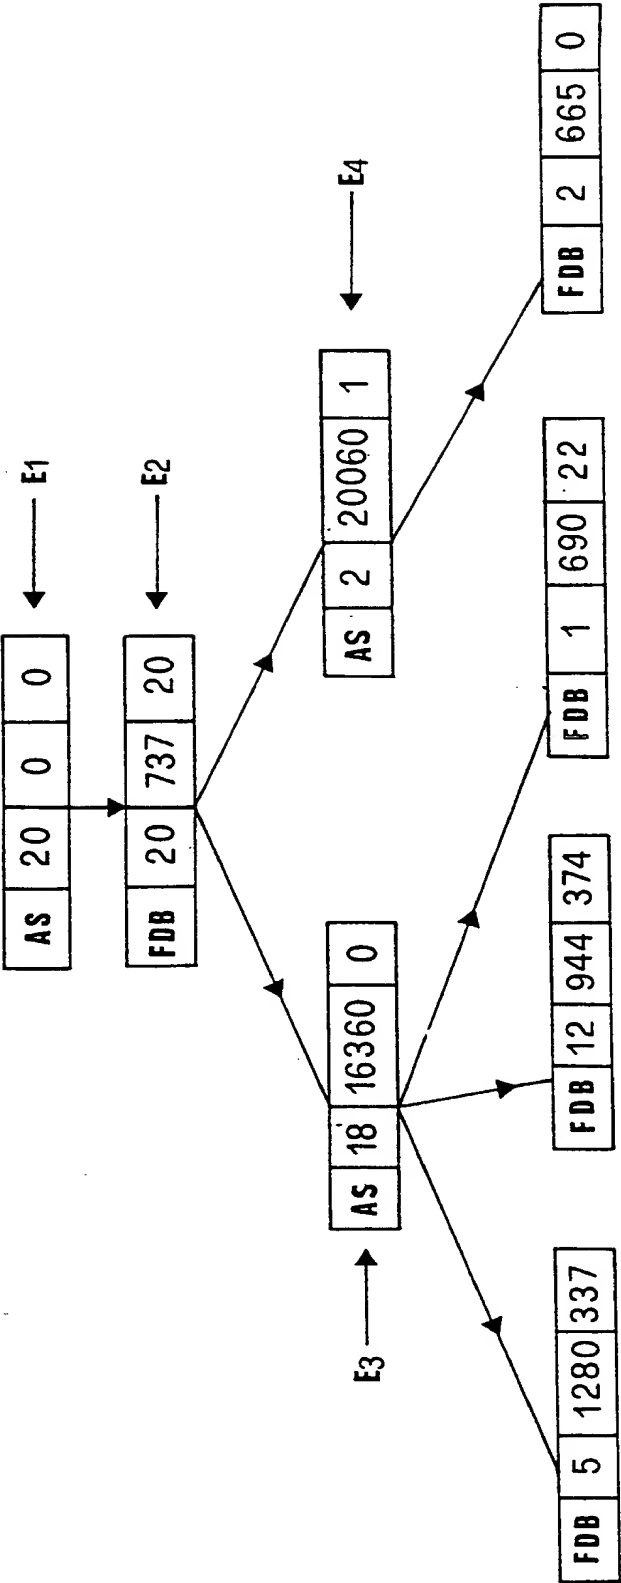 AS 20 0 0 E1
FDB 20 737 20 E2
E3 AS 18 16360 0
AS 2 20060 1 E4
FDB 5 1280 337
FDB 12 944 374
FDB 1 690 22
FDB 2 665 0